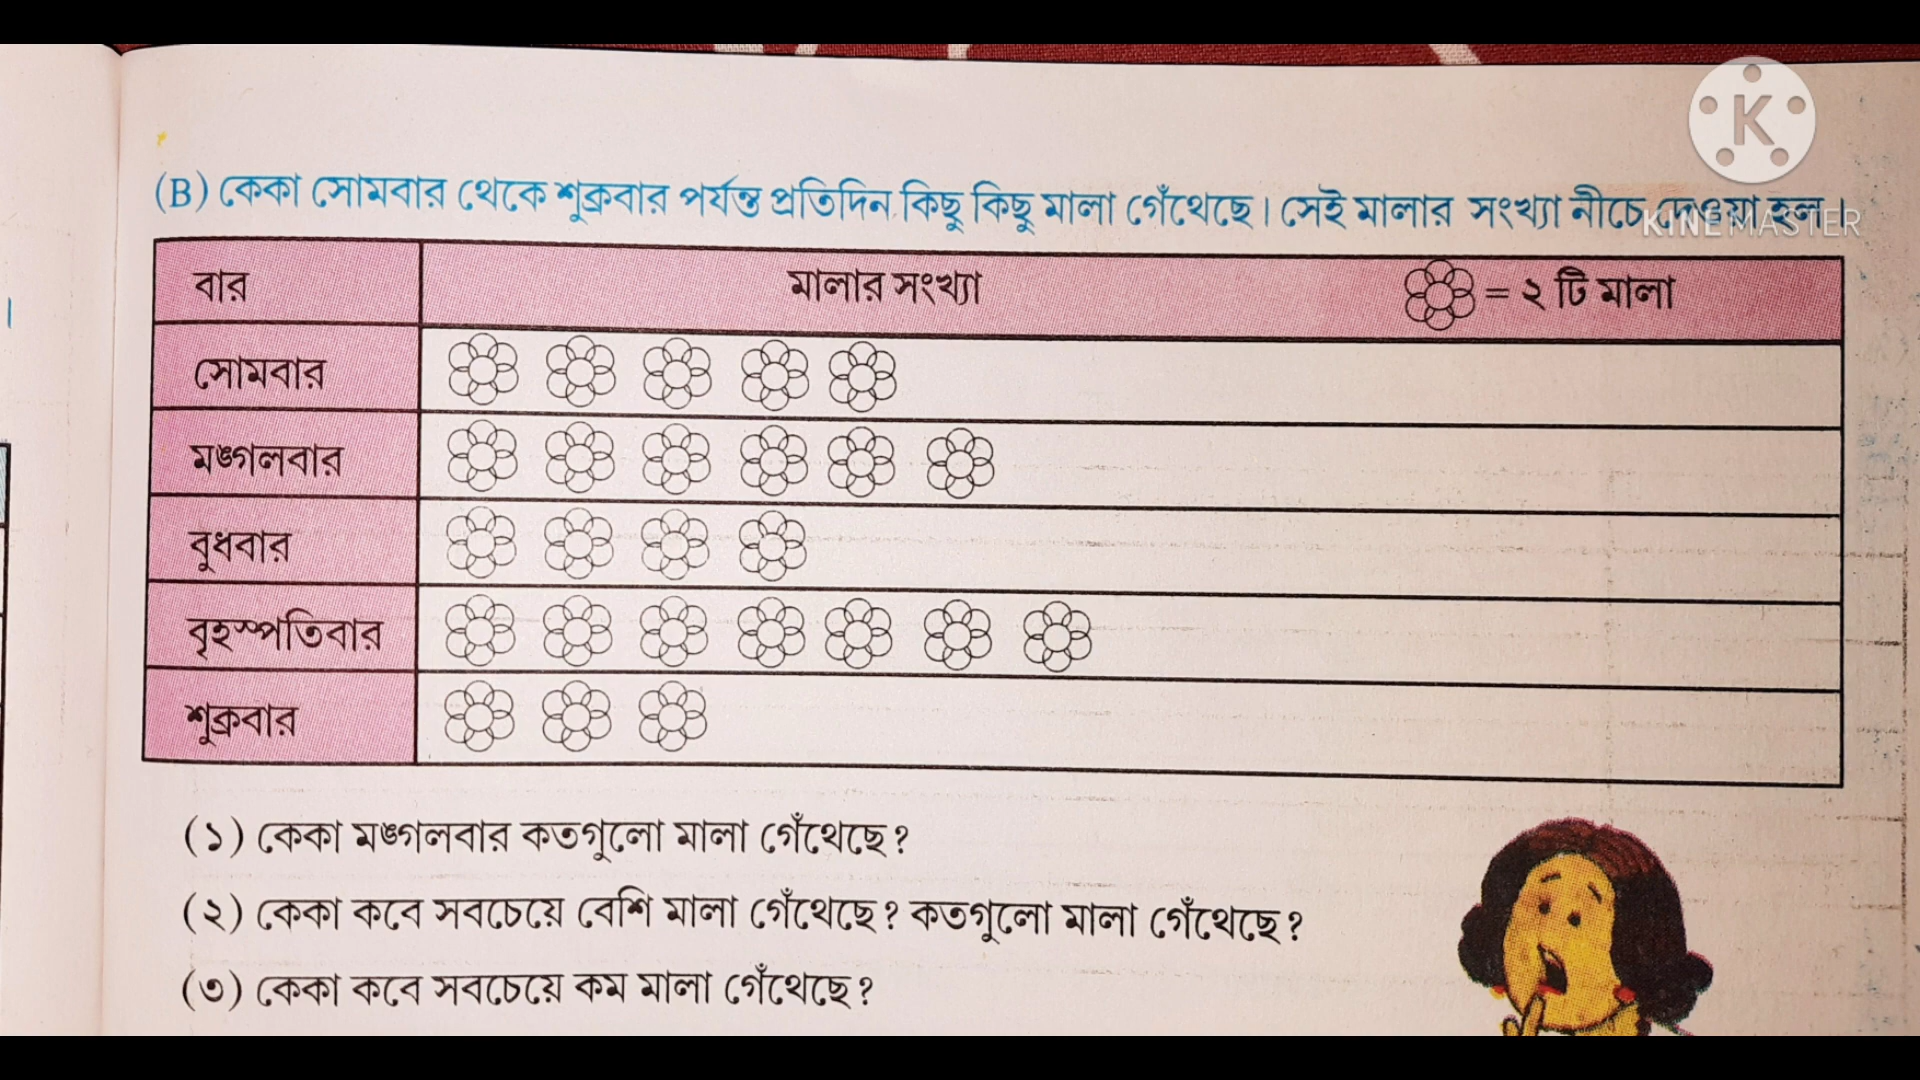 (B) কেকা সোমবার থেকে শুক্রবার পর্যন্ত প্রতিদিন কিছু কিছু মালা গেঁথেছে। সেই মালার সংখ্যা নীচে দেওয়া হল।
K
KINEMASTER
বার মালার সংখ্যা = ২ টি মালা
সোমবার
মঙ্গলবার
বুধবার
বৃহস্পতিবার
শুক্রবার
(১) কেকা মঙ্গলবার কতগুলো মালা গেঁথেছে?
(২) কেকা কবে সবচেয়ে বেশি মালা গেঁথেছে? কতগুলো মালা গেঁথেছে?
(৩) কেকা কবে সবচেয়ে কম মালা গেঁথেছে?